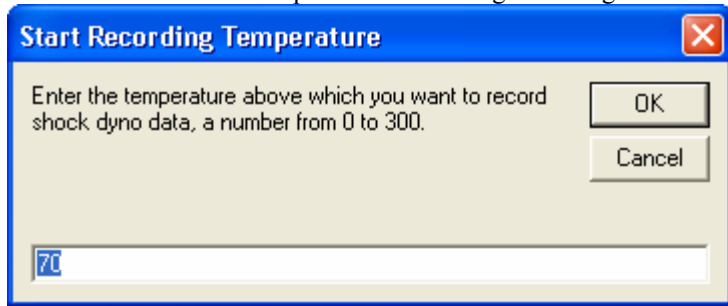 Start Recording Temperature
Enter the temperature above which you want to record
shock dyno data, a number from 0 to 300.
OK
Cancel
70